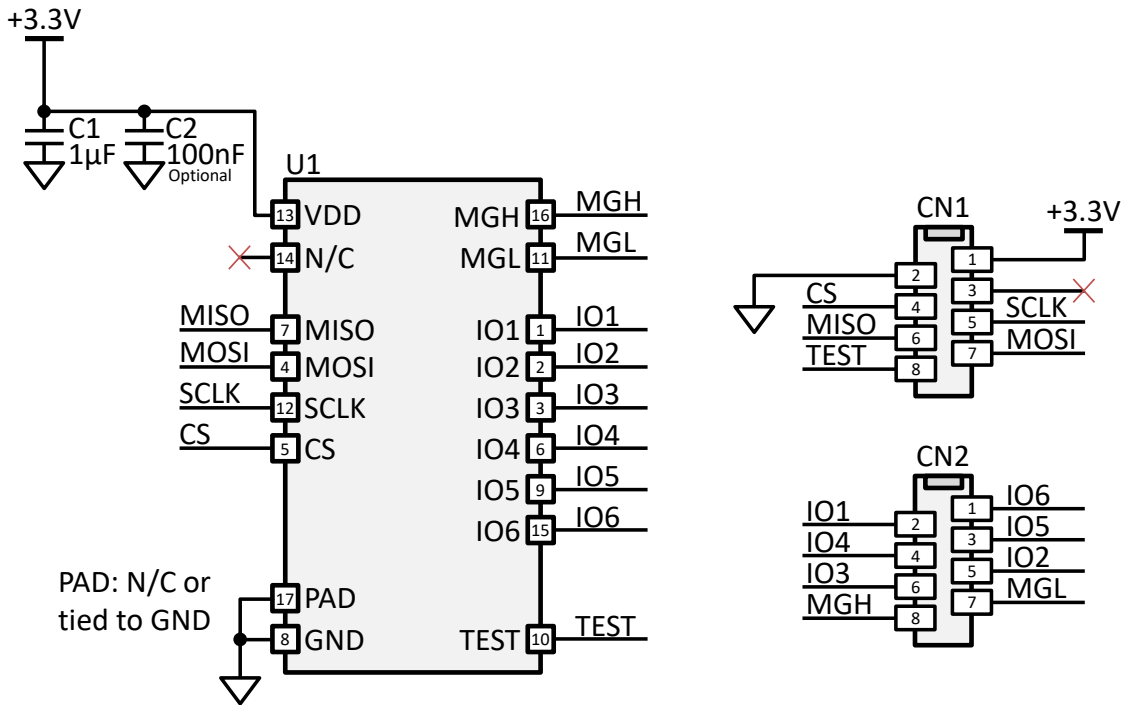 +3.3V
C1
1µF
C2
100nF
Optional
U1
13 VDD
14 N/C
MISO 7 MISO
MOSI 4 MOSI
SCLK 12 SCLK
CS 5 CS
PAD: N/C or
tied to GND
17 PAD
8 GND
MGH 16 MGH
MGL 11 MGL
IO1 1 IO1
IO2 2 IO2
IO3 3 IO3
IO4 6 IO4
IO5 9 IO5
IO6 15 IO6
TEST 10 TEST
CN1
+3.3V
1
2
3
CS 4
5 SCLK
MISO 6
7 MOSI
TEST 8
CN2
1 IO6
IO1 2
3 IO5
IO4 4
5 IO2
IO3 6
7 MGL
MGH 8